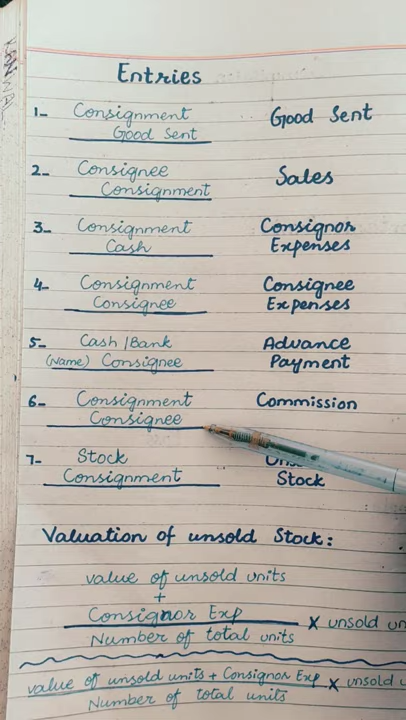 Entries
1- Consignment Good Sent
Good Sent
2- Consignee Sales
Consignment
3- Consignment Consignor
Cash Expenses
4- Consignment Consignee
Consignee Expenses
5- Cash/Bank Advance
(Name) Consignee Payment
6- Consignment Commission
Consignee
7- Stock
Consignment Stock
Valuation of unsold Stock:
value of unsold units
+
Consignor Exp
Number of total units X unsold
value of unsold units + Consignor Exp X unsold
Number of total units